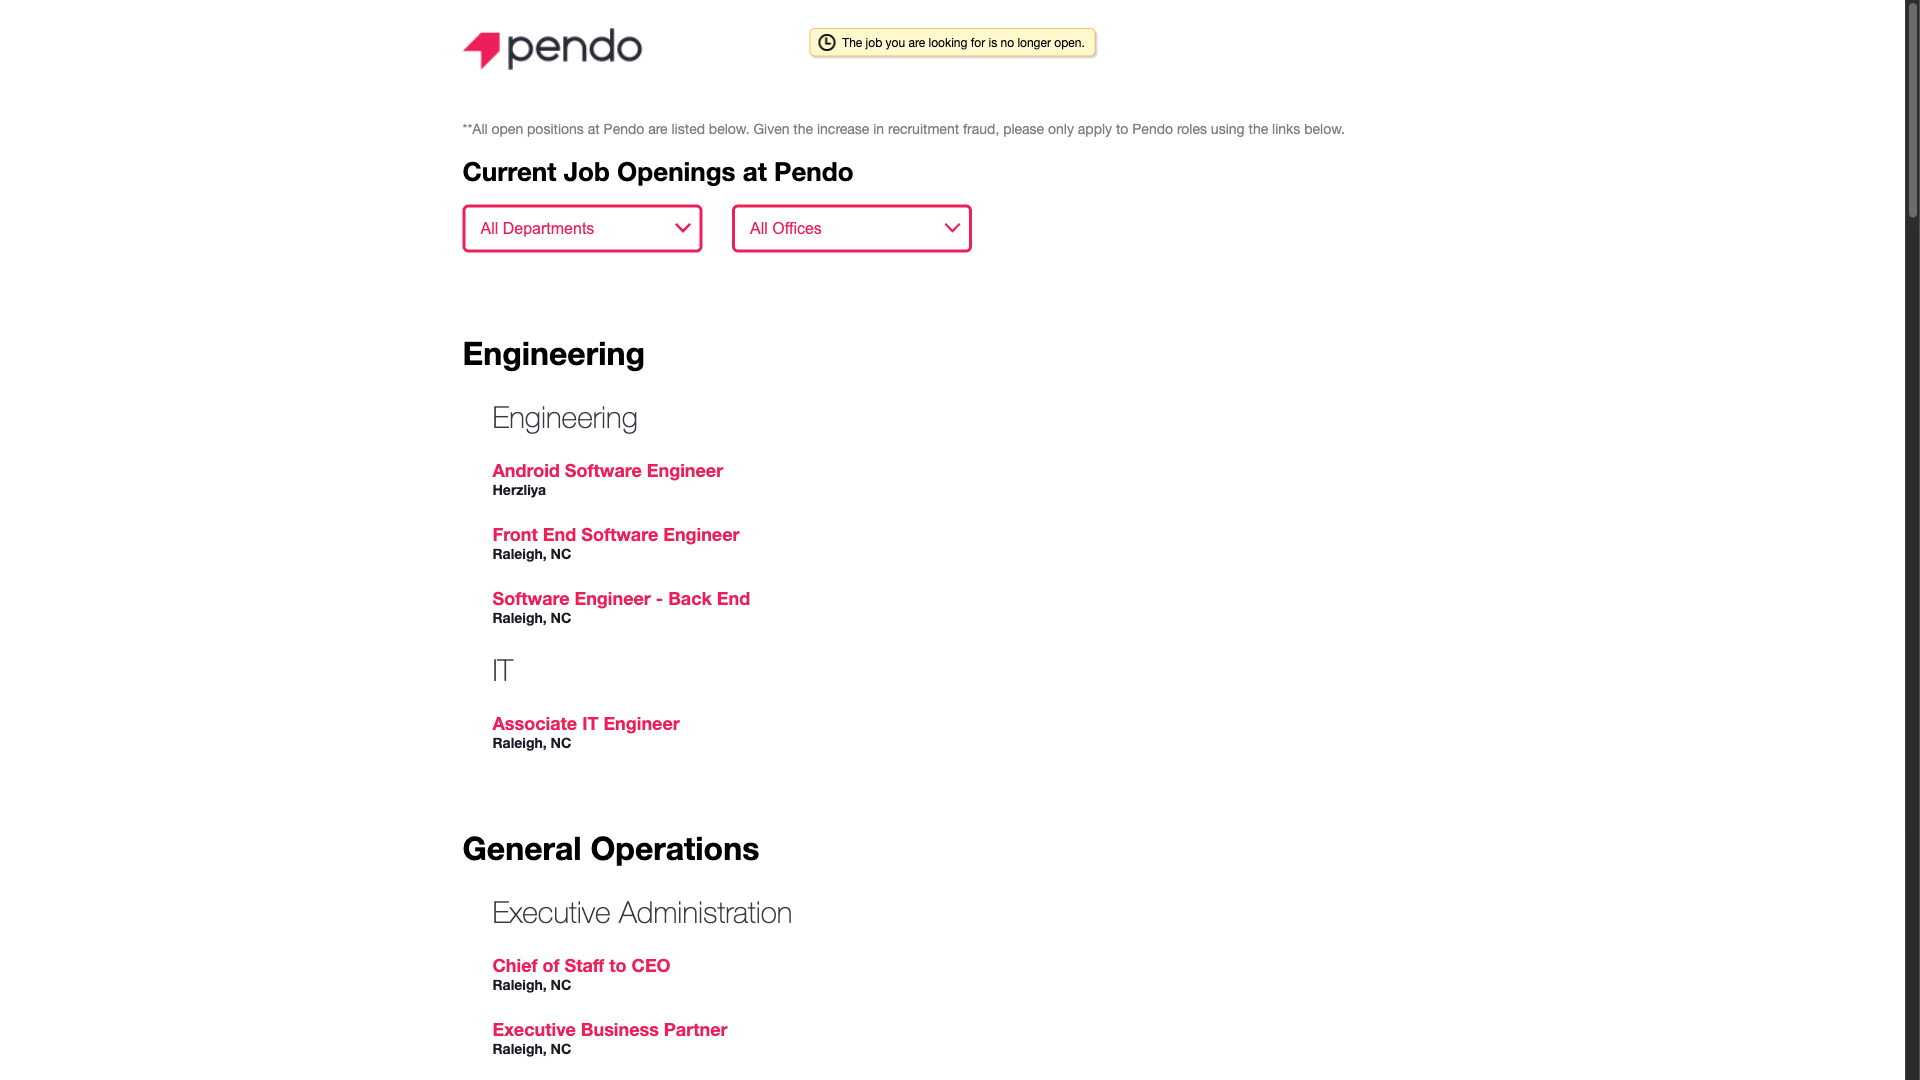 pendo
The job you are looking for is no longer open.
**All open positions at Pendo are listed below. Given the increase in recruitment fraud, please only apply to Pendo roles using the links below.
Current Job Openings at Pendo
All Departments
All Offices
Engineering
Engineering
Android Software Engineer
Herzliya
Front End Software Engineer
Raleigh, NC
Software Engineer - Back End
Raleigh, NC
IT
Associate IT Engineer
Raleigh, NC
General Operations
Executive Administration
Chief of Staff to CEO
Raleigh, NC
Executive Business Partner
Raleigh, NC